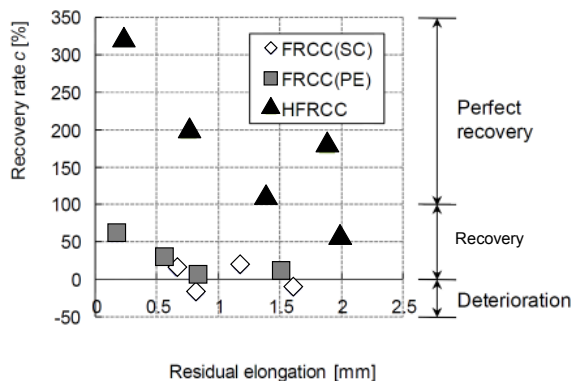 Recovery rate c [%]
350
300
250
200
150
100
50
0
-50
0
0.5
1
1.5
2
2.5
Residual elongation [mm]
FRCC(SC)
FRCC(PE)
HFRCC
Perfect
recovery
Recovery
Deterioration